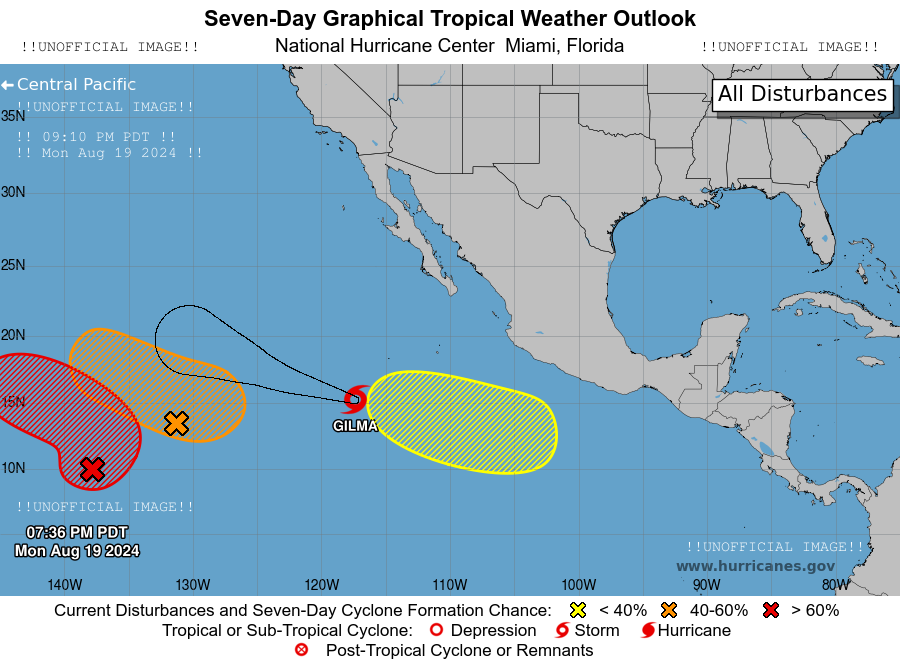 Seven-Day Graphical Tropical Weather Outlook
!!UNOFFICIAL IMAGE!! National Hurricane Center Miami, Florida !!UNOFFICIAL IMAGE!!
Central Pacific
All Disturbances
!!UNOFFICIAL IMAGE!!
35N
!! 09:10 PM PDT !!
!! Mon Aug 19 2024 !!
30N
25N
20N
15N
GILMA
10N
!!UNOFFICIAL IMAGE!!
07:36 PM PDT
Mon Aug 19 2024
!!UNOFFICIAL IMAGE!!
www.hurricanes.gov
140W 130W 120W 110W 100W 90W 80W
Current Disturbances and Seven-Day Cyclone Formation Chance: < 40% 40-60% > 60%
Tropical or Sub-Tropical Cyclone: Depression Storm Hurricane
Post-Tropical Cyclone or Remnants